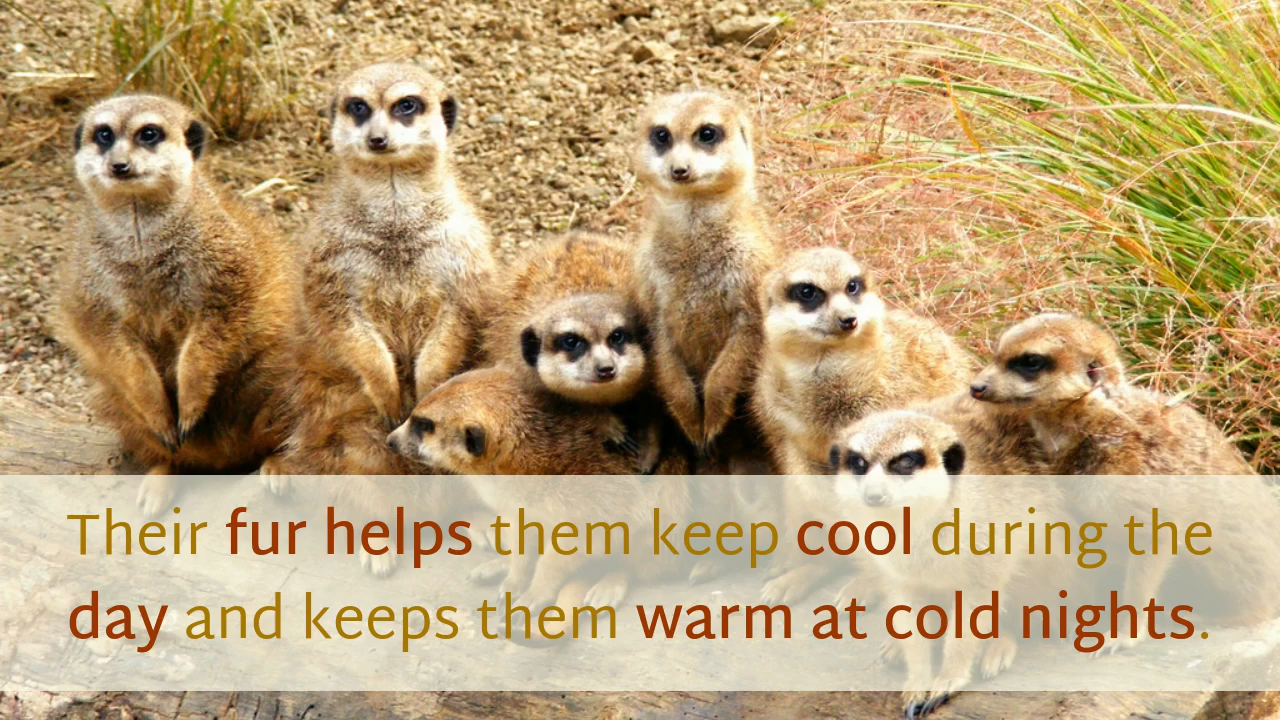 Their fur helps them keep cool during the
day and keeps them warm at cold nights.